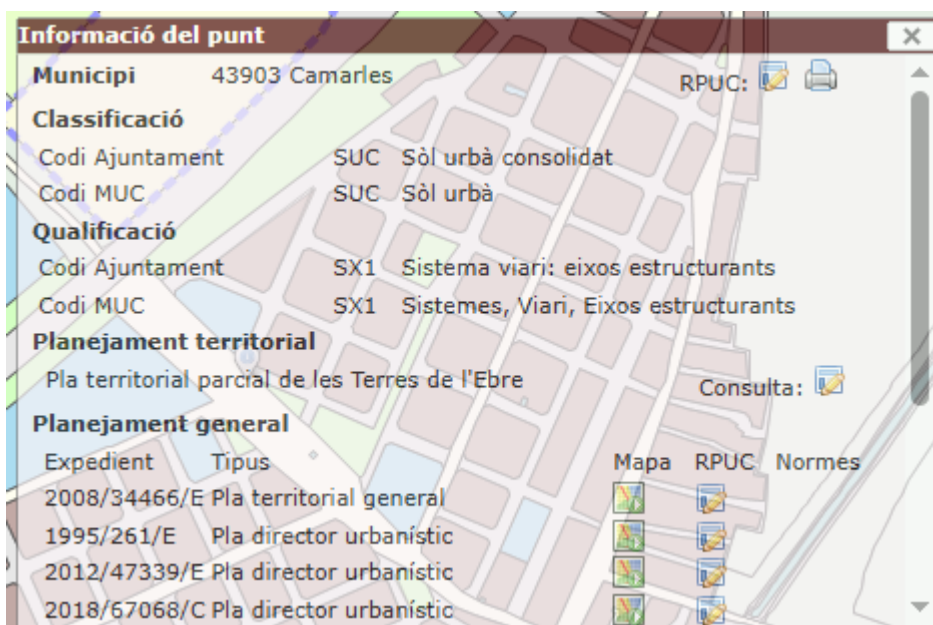 Informació del punt
Municipi 43903 Camarles RPUC:
Classificació
Codi Ajuntament SUC Sòl urbà consolidat
Codi MUC SUC Sòl urbà
Qualificació
Codi Ajuntament SX1 Sistema viari: eixos estructurants
Codi MUC SX1 Sistemes, Viari, Eixos estructurants
Planejament territorial
Pla territorial parcial de les Terres de l'Ebre Consulta:
Planejament general
Expedient Tipus Mapa RPUC Normes
2008/34466/E Pla territorial general
1995/261/E Pla director urbanístic
2012/47339/E Pla director urbanístic
2018/67068/C Pla director urbanístic